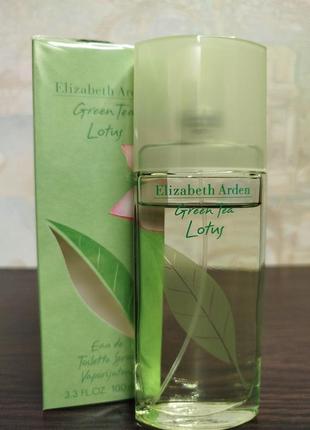 Elizabeth Arden
Green Tea
Lotus
Eau de
Toilette Spray
Vaporisateur
3.3 FL.OZ. 100
Elizabeth Arden
Green Tea
Lotus